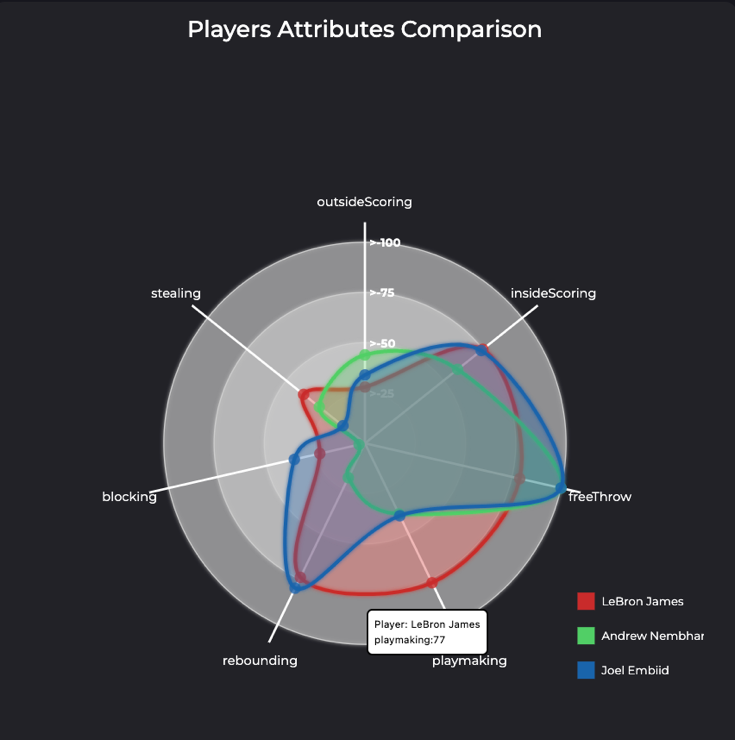 Players Attributes Comparison
outsideScoring
>-100
stealing
>-75
insideScoring
>-50
>-25
blocking
freeThrow
LeBron James
Player: LeBron James
playmaking:77
Andrew Nembhar
rebounding
playmaking
Joel Embiid